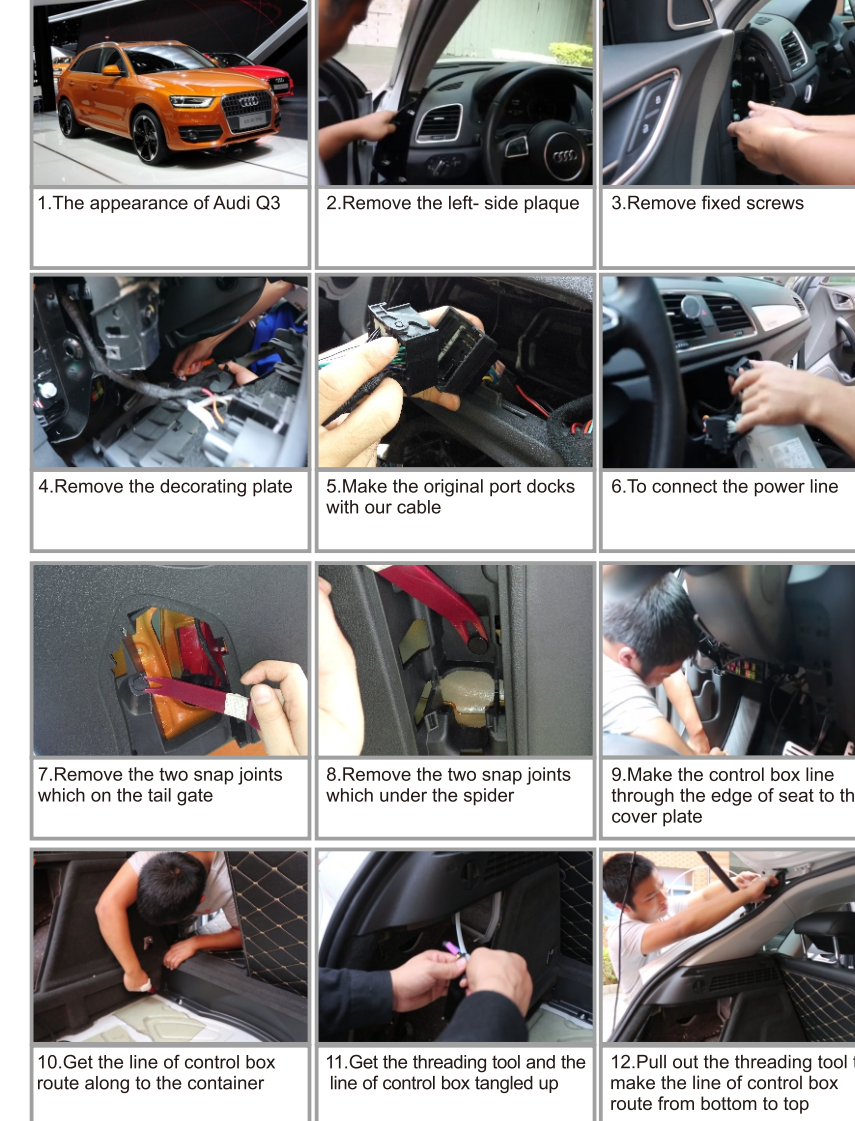 1.The appearance of Audi Q3
2.Remove the left- side plaque
3.Remove fixed screws
4.Remove the decorating plate
5.Make the original port docks
with our cable
6.To connect the power line
7.Remove the two snap joints
which on the tail gate
8.Remove the two snap joints
which under the spider
9.Make the control box line
through the edge of seat to th
cover plate
10.Get the line of control box
route along to the container
11.Get the threading tool and the
line of control box tangled up
12.Pull out the threading tool
make the line of control box
route from bottom to top